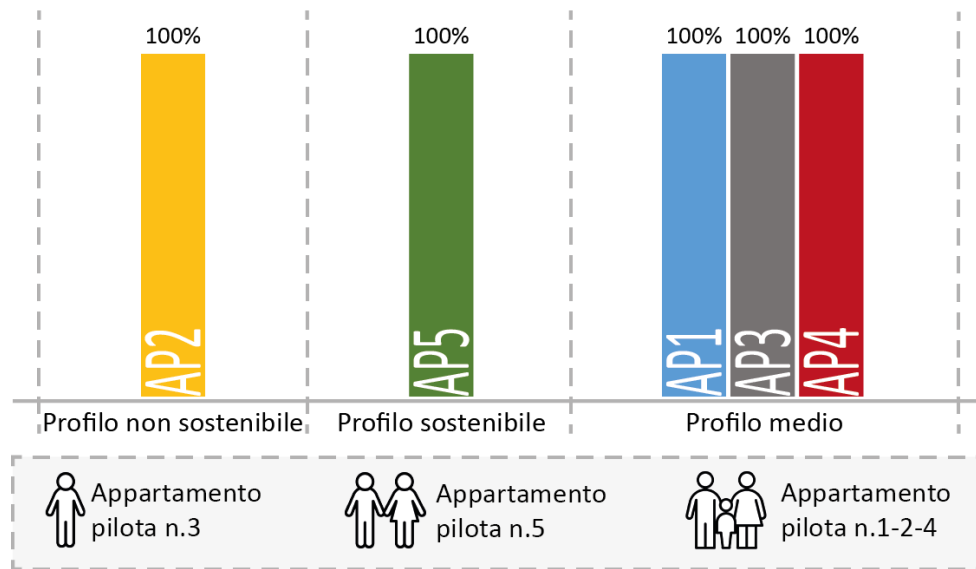 100%
100%
100% 100% 100%
AP2
AP5
AP1
AP3
AP4
Profilo non sostenibile
Profilo sostenibile
Profilo medio
Appartamento
pilota n.3
Appartamento
pilota n.5
Appartamento
pilota n.1-2-4